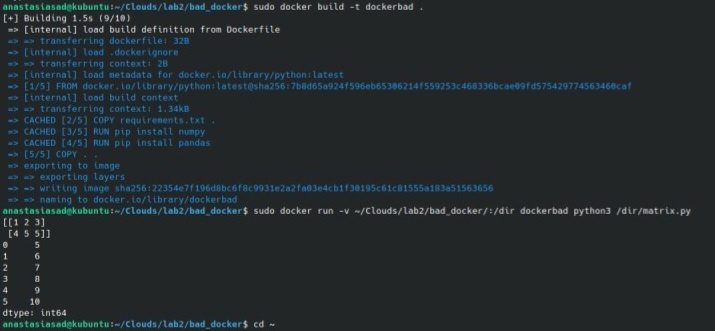 anastasiasad@kubuntu:~/Clouds/lab2/bad_docker$ sudo docker build -t dockerbad .
[+] Building 1.5s (9/10)
=> [internal] load build definition from Dockerfile
=> => transferring dockerfile: 32B
=> [internal] load .dockerignore
=> => transferring context: 2B
=> [internal] load metadata for docker.io/library/python:latest
=> [1/5] FROM docker.io/library/python:latest@sha256:7b8d65a924f596eb65306214f559253c468336bcae09fd575429774563460caf
=> [internal] load build context
=> => transferring context: 1.34kB
=> CACHED [2/5] COPY requirements.txt .
=> CACHED [3/5] RUN pip install numpy
=> CACHED [4/5] RUN pip install pandas
=> [5/5] COPY . .
=> exporting to image
=> => exporting layers
=> => writing image sha256:22354e7f196d8bc6f8c9931e2a2fa03e4cb1f30195c61c81555a183a51563656
=> => naming to docker.io/library/dockerbad
anastasiasad@kubuntu:~/Clouds/lab2/bad_docker$ sudo docker run -v ~/Clouds/lab2/bad_docker/:/dir dockerbad python3 /dir/matrix.py
[[1 2 3]
 [4 5 5]]
0     5
1     6
2     7
3     8
4     9
5    10
dtype: int64
anastasiasad@kubuntu:~/Clouds/lab2/bad_docker$ cd ~